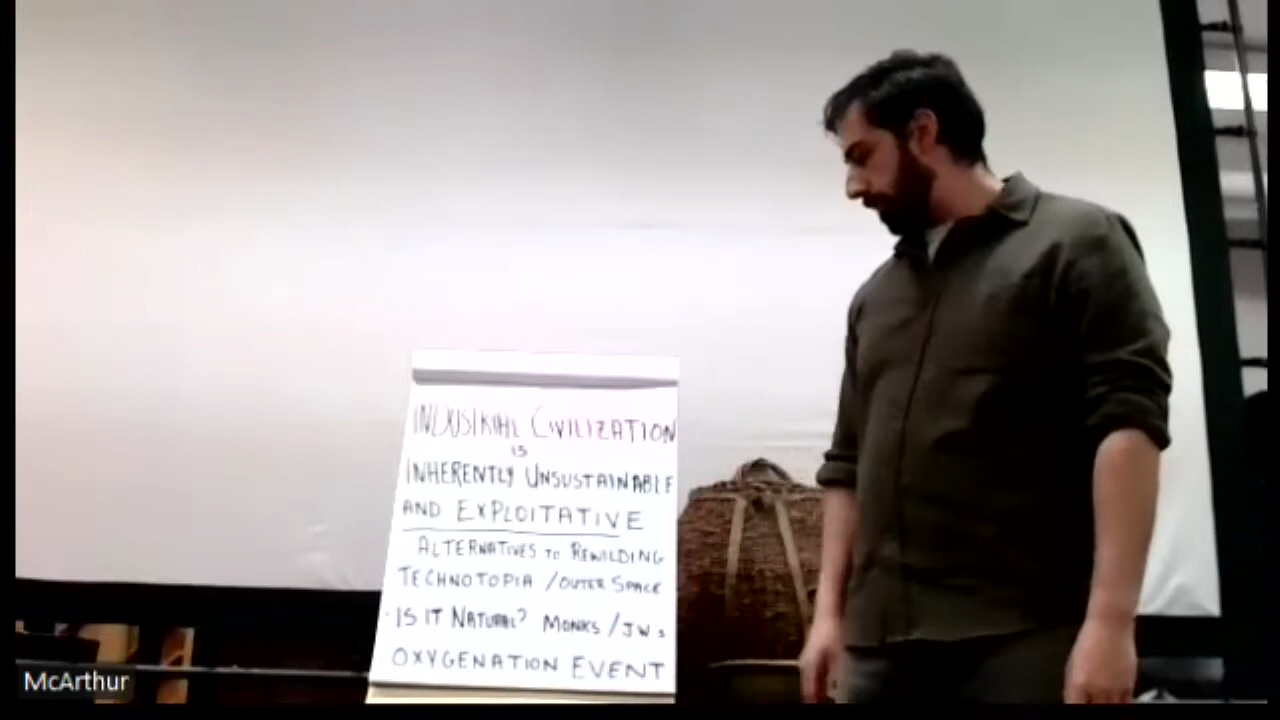 INDUSTRIAL CIVILIZATION
IS
INHERENTLY UNSUSTAINABLE
AND EXPLOITATIVE
ALTERNATIVES TO REWILDING
TECHNOTOPIA / OUTER SPACE
· IS IT NATURAL? MONKS / JW's
· OXYGENATION EVENT
McArthur